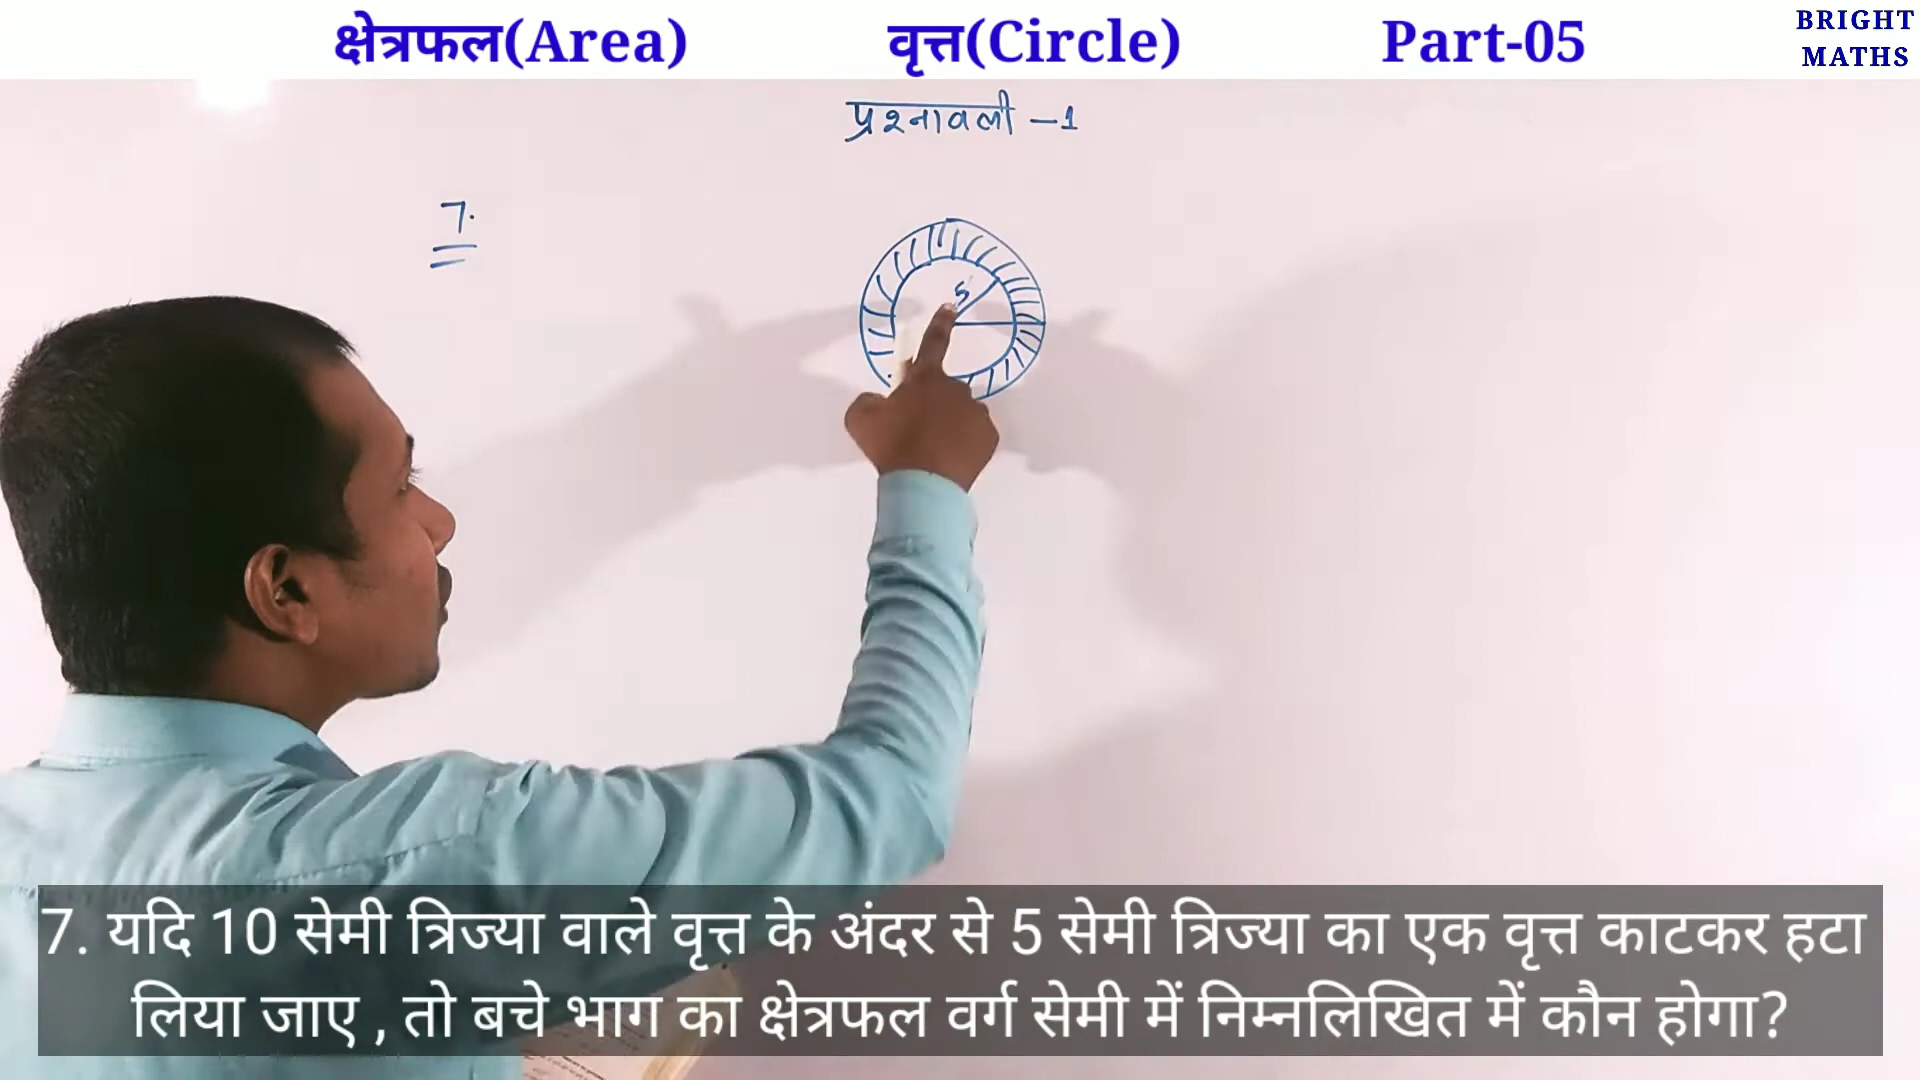 क्षेत्रफल(Area) वृत्त(Circle) Part-05
BRIGHT
MATHS
प्रश्नावली -1
7.
5
7. यदि 10 सेमी त्रिज्या वाले वृत्त के अंदर से 5 सेमी त्रिज्या का एक वृत्त काटकर हटा
लिया जाए , तो बचे भाग का क्षेत्रफल वर्ग सेमी में निम्नलिखित में कौन होगा?